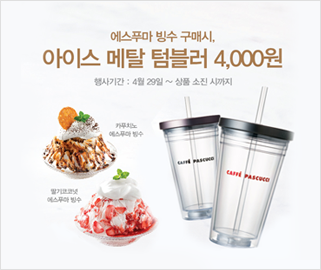 에스푸마 빙수 구매시,
아이스 메탈 텀블러 4,000원
행사기간 : 4월 29일 ~ 상품 소진 시까지
카푸치노
에스푸마 빙수
딸기코코넛
에스푸마 빙수
CAFFÉ PASCUCCI
CAFFÉ PASCUCCI